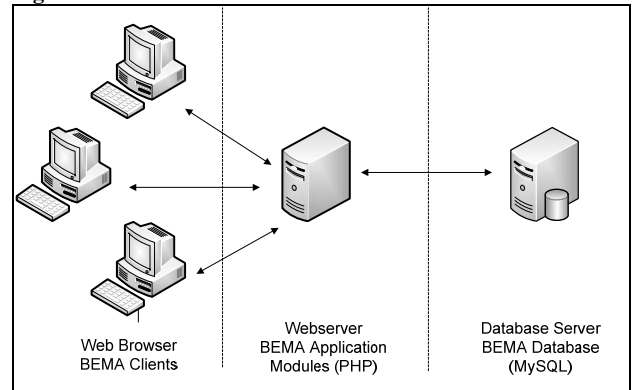 Web Browser
BEMA Clients
Webserver
BEMA Application
Modules (PHP)
Database Server
BEMA Database
(MySQL)